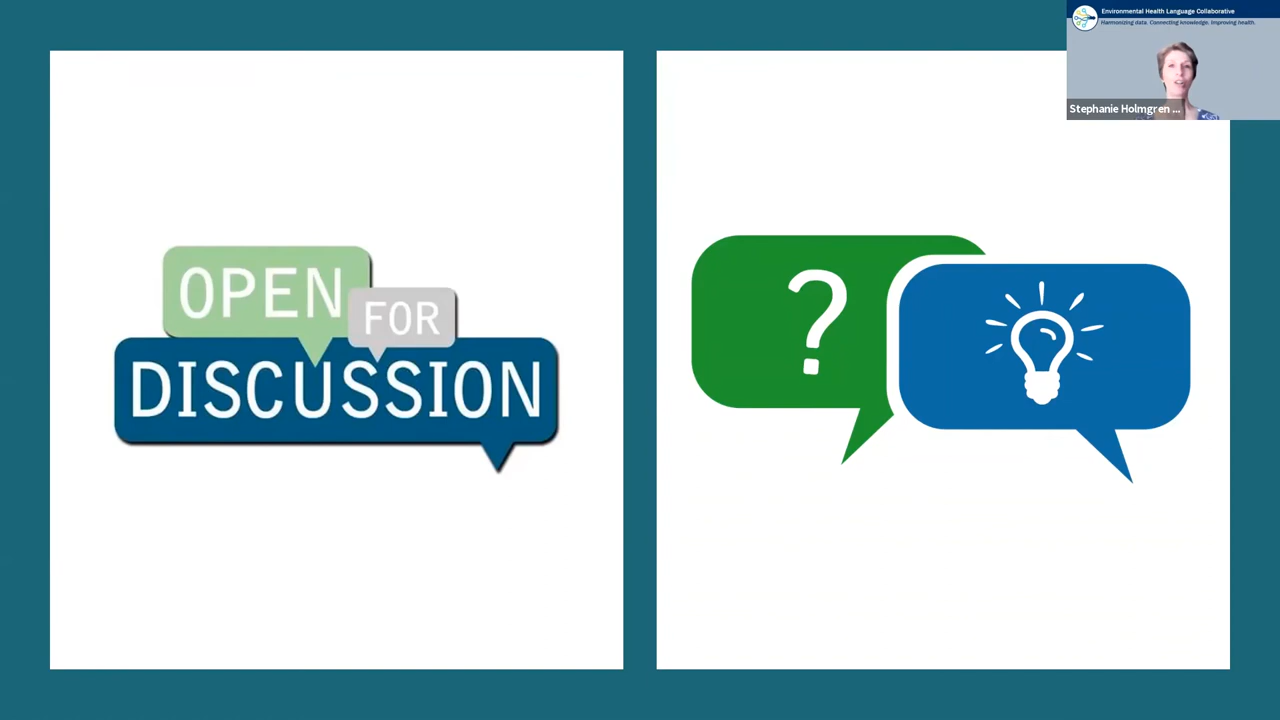 Environmental Health Language Collaborative
Harmonizing data. Connecting knowledge. Improving health.
Stephanie Holmgren ...
OPEN
FOR
DISCUSSION
?